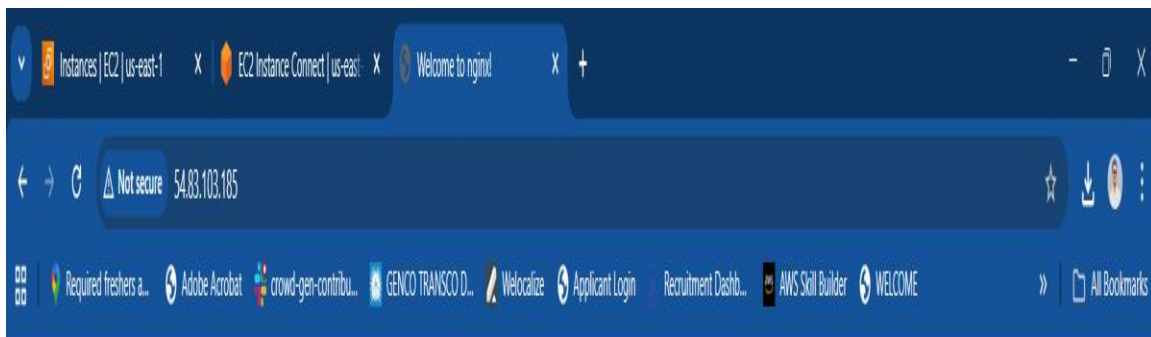 Instances | EC2 | us-east-1 X EC2 Instance Connect | us-east- X Welcome to nginx! X +
Not secure 54.83.103.185
Required freshers a... Adobe Acrobat crowd-gen-contribu... GENCO TRANSCO D... Welocalize Applicant Login Recruitment Dashb... AWS Skill Builder WELCOME » All Bookmarks